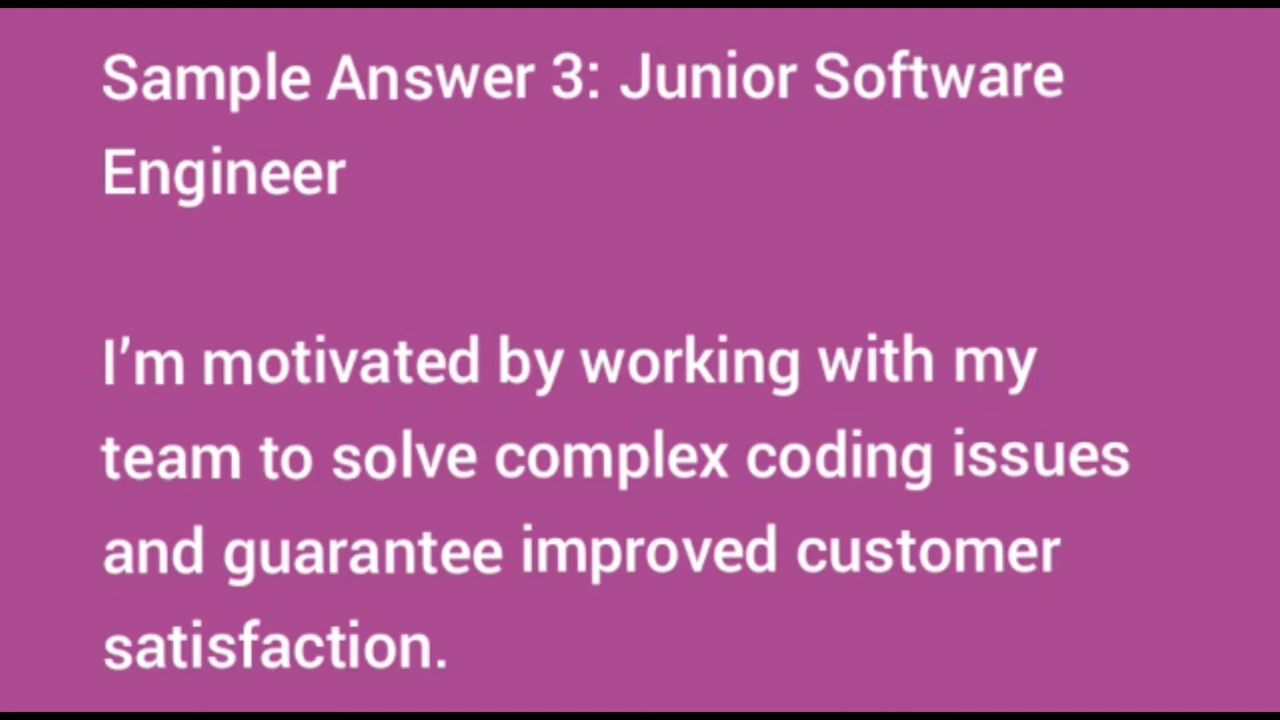 Sample Answer 3: Junior Software
Engineer
I’m motivated by working with my
team to solve complex coding issues
and guarantee improved customer
satisfaction.